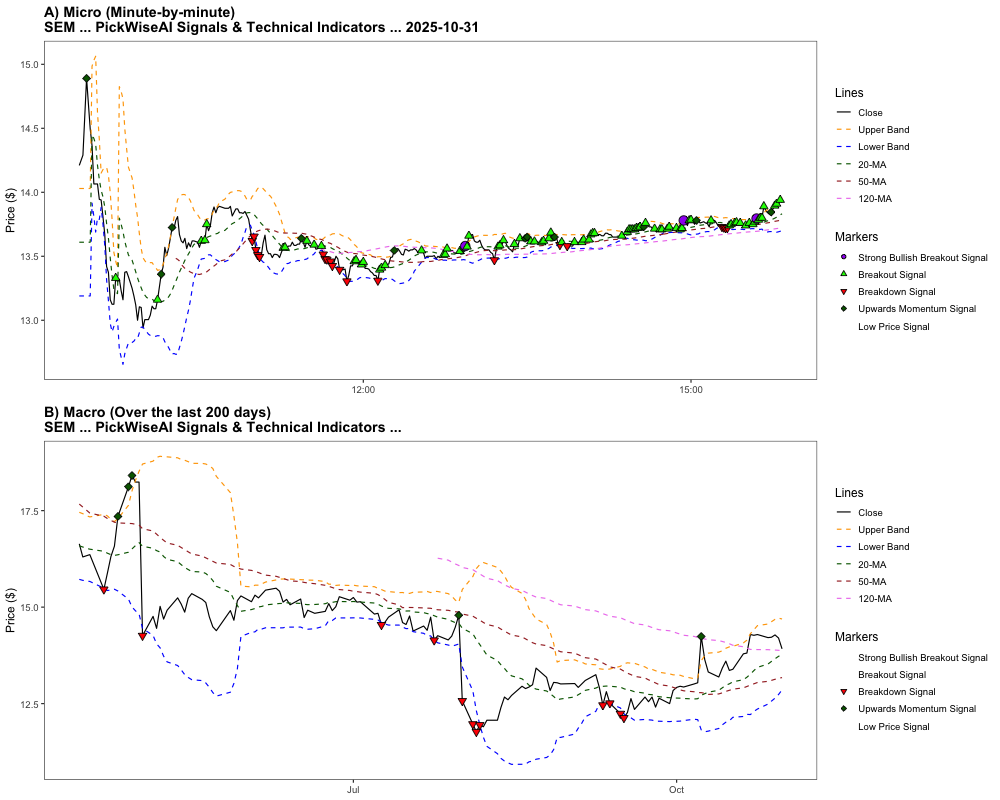 A) Micro (Minute-by-minute)
SEM ... PickWiseAI Signals & Technical Indicators ... 2025-10-31
Price ($)
15.0
14.5
14.0
13.5
13.0
12:00
15:00
Lines
Close
Upper Band
Lower Band
20-MA
50-MA
120-MA
Markers
Strong Bullish Breakout Signal
Breakout Signal
Breakdown Signal
Upwards Momentum Signal
Low Price Signal
B) Macro (Over the last 200 days)
SEM ... PickWiseAI Signals & Technical Indicators ...
Price ($)
17.5
15.0
12.5
Jul
Oct
Lines
Close
Upper Band
Lower Band
20-MA
50-MA
120-MA
Markers
Strong Bullish Breakout Signal
Breakout Signal
Breakdown Signal
Upwards Momentum Signal
Low Price Signal